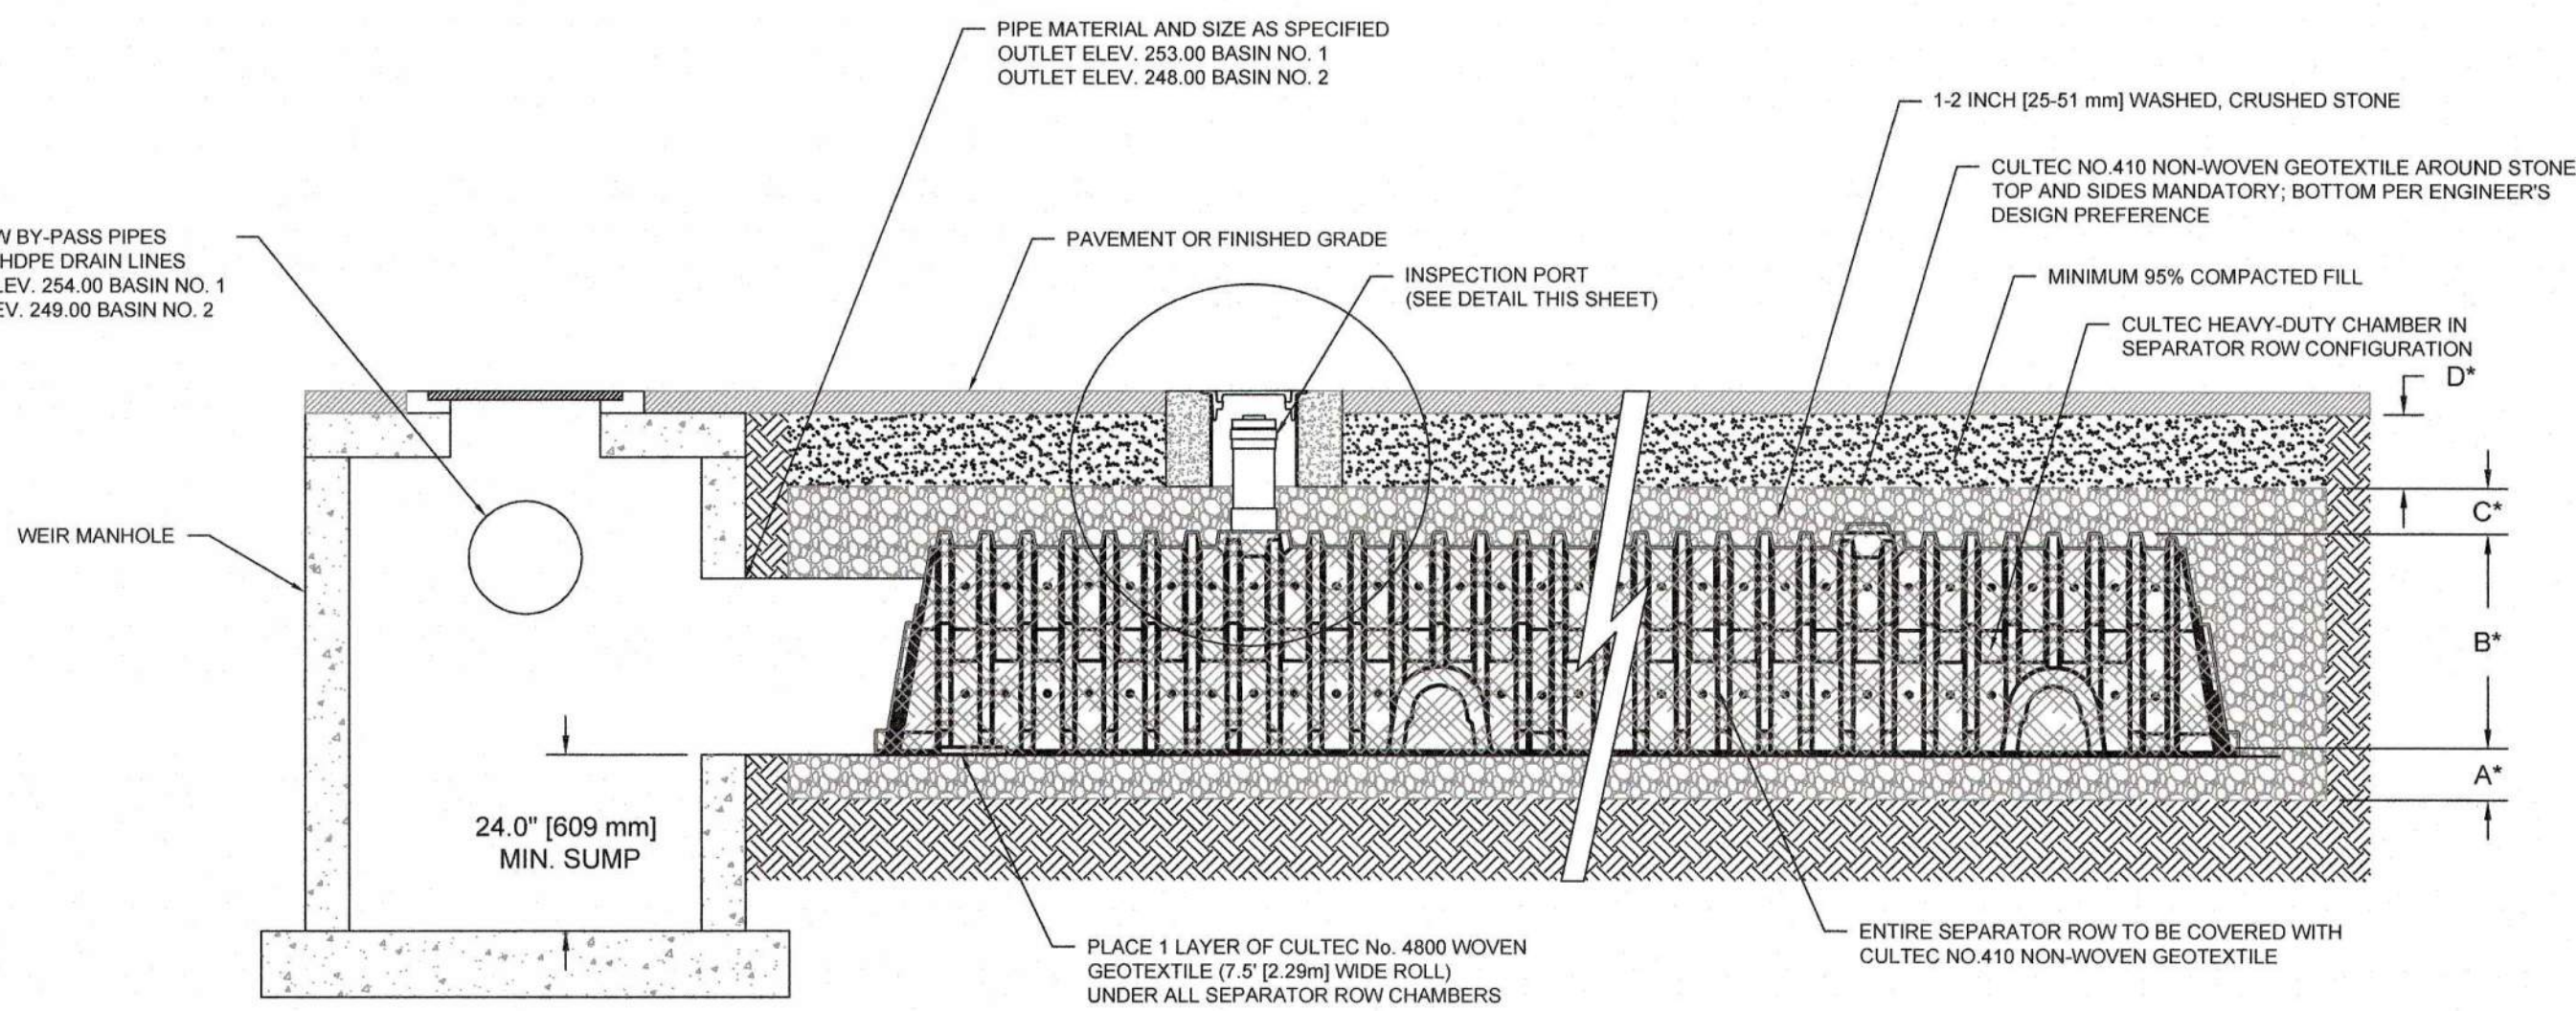 PIPE MATERIAL AND SIZE AS SPECIFIED
OUTLET ELEV. 253.00 BASIN NO. 1
OUTLET ELEV. 248.00 BASIN NO. 2
1-2 INCH [25-51 mm] WASHED, CRUSHED STONE
CULTEC NO.410 NON-WOVEN GEOTEXTILE AROUND STONE
TOP AND SIDES MANDATORY; BOTTOM PER ENGINEER'S
DESIGN PREFERENCE
BY-PASS PIPES
HDPE DRAIN LINES
254.00 BASIN NO. 1
249.00 BASIN NO. 2
PAVEMENT OR FINISHED GRADE
INSPECTION PORT
(SEE DETAIL THIS SHEET)
MINIMUM 95% COMPACTED FILL
CULTEC HEAVY-DUTY CHAMBER IN
SEPARATOR ROW CONFIGURATION
D*
C*
WEIR MANHOLE
B*
A*
24.0" [609 mm]
MIN. SUMP
PLACE 1 LAYER OF CULTEC No. 4800 WOVEN
GEOTEXTILE (7.5' [2.29m] WIDE ROLL)
UNDER ALL SEPARATOR ROW CHAMBERS
ENTIRE SEPARATOR ROW TO BE COVERED WITH
CULTEC NO.410 NON-WOVEN GEOTEXTILE